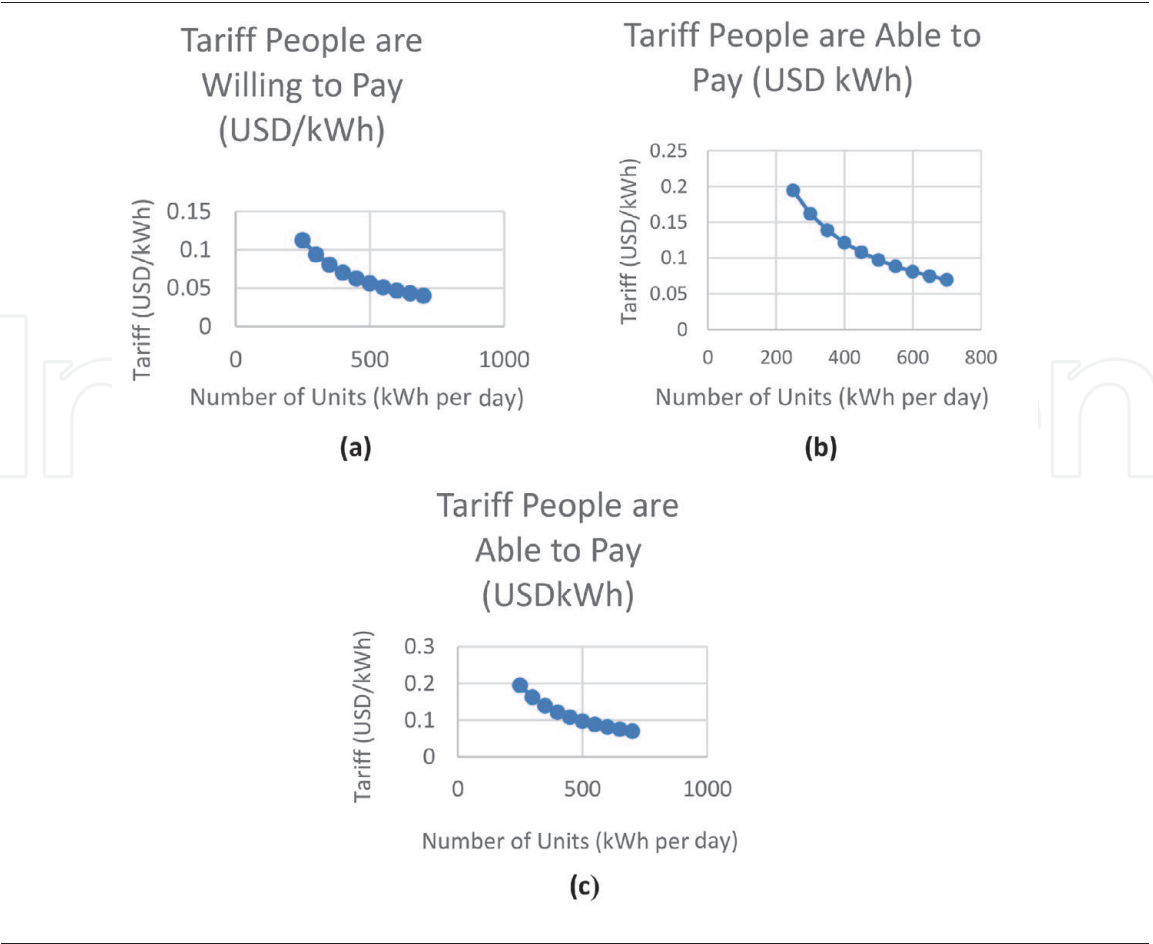 Tariff People are
Willing to Pay
(USD/kWh)
Tariff (USD/kWh)
0.15
0.1
0.05
0
0 500 1000
Number of Units (kWh per day)
(a)
Tariff People are Able to
Pay (USD kWh)
Tariff (USD/kWh)
0.25
0.2
0.15
0.1
0.05
0
0 200 400 600 800
Number of Units (kWh per day)
(b)
Tariff People are
Able to Pay
(USDkWh)
Tariff (USD/kWh)
0.3
0.2
0.1
0
0 500 1000
Number of Units (kWh per day)
(c)